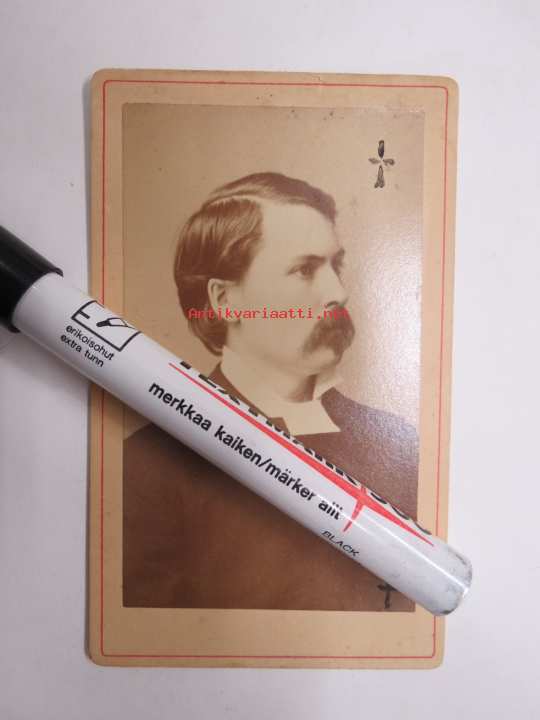 Antikvariaatti.net
erikoisohut
extra tunn
merkkaa kaiken/märker allt
BLACK